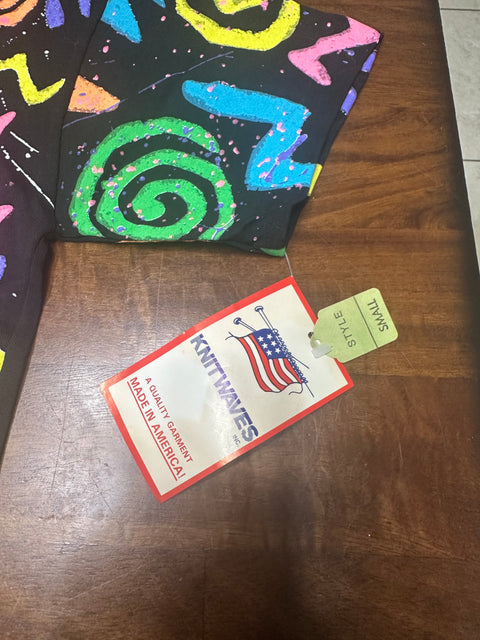 KNITWAVES
INC.
A QUALITY GARMENT
MADE IN AMERICA!
STYLE
SMALL